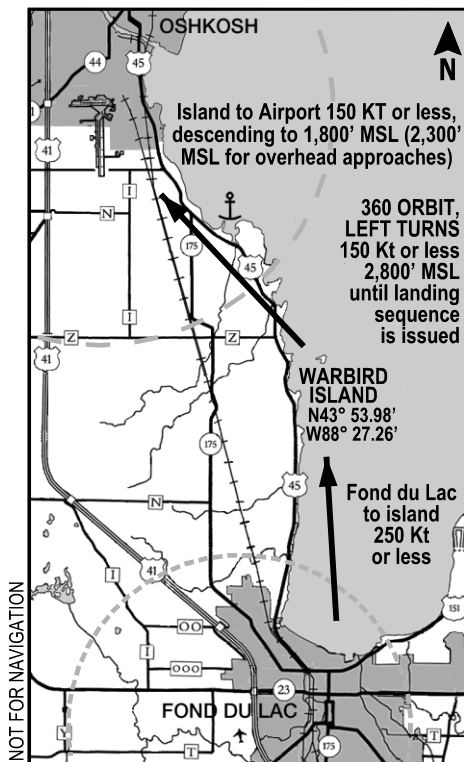 OSHKOSH
44
45
N
41
Island to Airport 150 KT or less,
descending to 1,800’ MSL (2,300’
MSL for overhead approaches)
I
N
175
360 ORBIT,
LEFT TURNS
150 Kt or less
2,800’ MSL
until landing
sequence
is issued
45
I
Z
Z
41
WARBIRD
ISLAND
N43° 53.98’
W88° 27.26’
175
45
Fond du Lac
to island
250 Kt
or less
N
41
I
151
OO
I
OOO
23
FOND DU LAC
Y
T
175
T
NOT FOR NAVIGATION